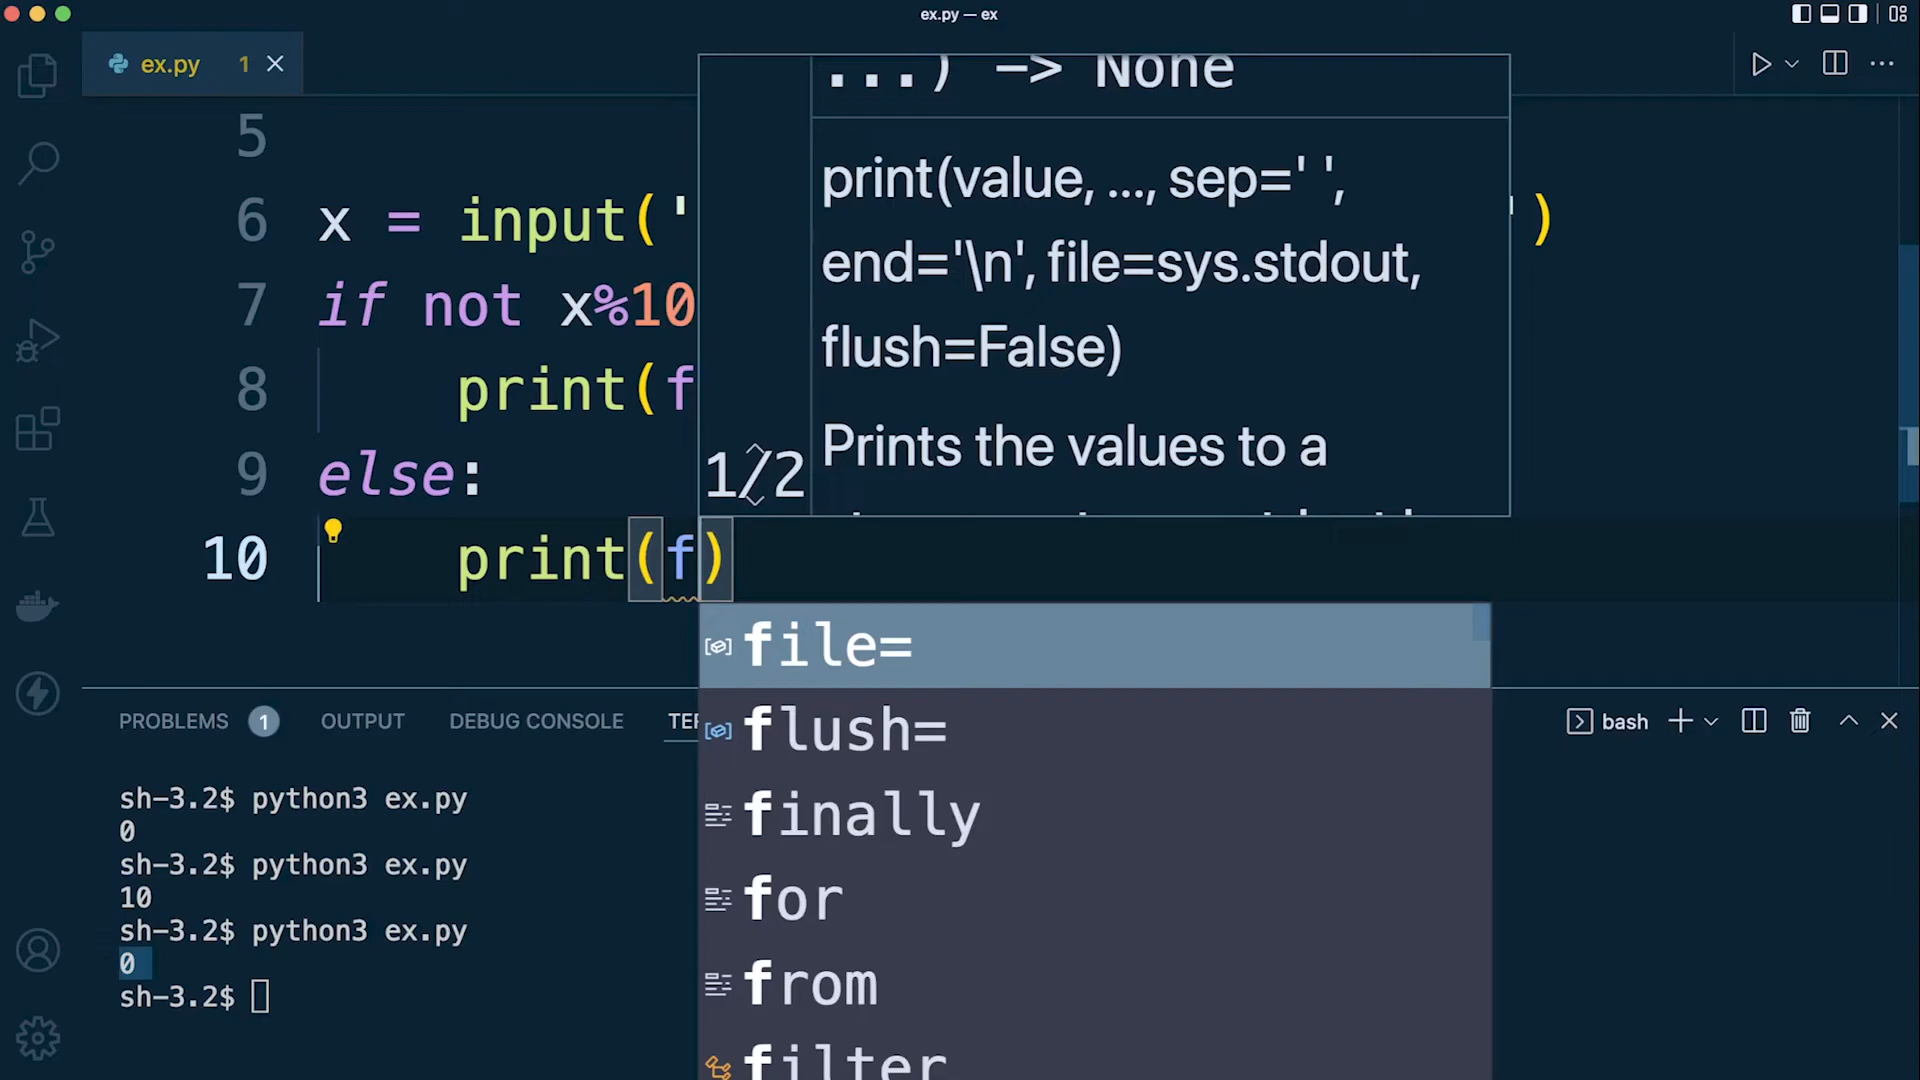 ex.py — ex
ex.py 1
...) -> None
print(value, ..., sep=' ',
end='\n', file=sys.stdout,
flush=False)
Prints the values to a
1/2
5
6 x = input(' ')
7 if not x%10
8 print(f
9 else:
10 print(f)
file=
flush=
finally
for
from
filter
PROBLEMS 1 OUTPUT DEBUG CONSOLE TER
bash
sh-3.2$ python3 ex.py
0
sh-3.2$ python3 ex.py
10
sh-3.2$ python3 ex.py
0
sh-3.2$